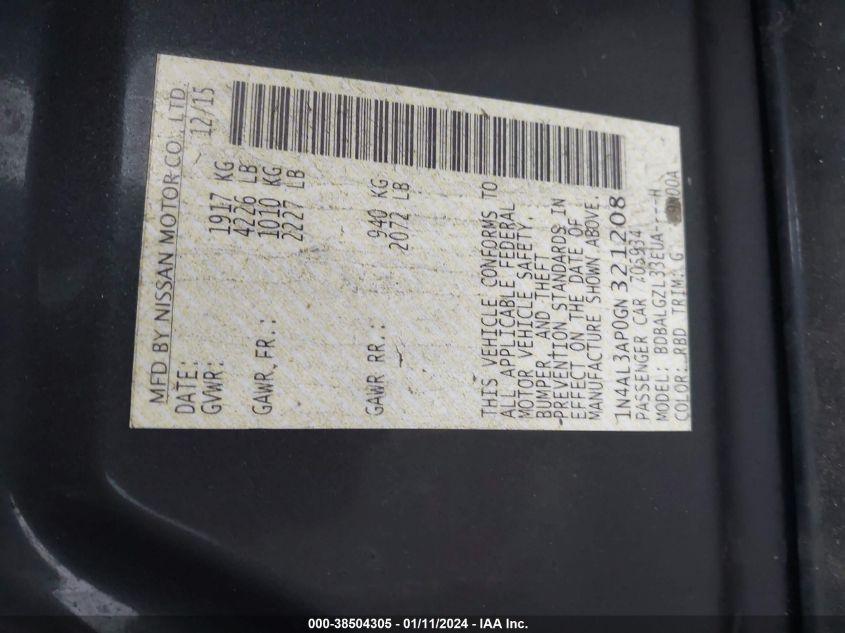 MFD BY NISSAN MOTOR CO., LTD.
DATE: 12/15
GVWR: 1917 KG
4226 LB
GAWR FR.: 1010 KG
2227 LB
GAWR RR.: 940 KG
2072 LB
THIS VEHICLE CONFORMS TO
ALL APPLICABLE FEDERAL
MOTOR VEHICLE SAFETY,
BUMPER, AND THEFT
PREVENTION STANDARDS IN
EFFECT ON THE DATE OF
MANUFACTURE SHOWN ABOVE.
1N4AL3AP0GN321208
PASSENGER CAR
MODEL: BDBALGZL33EUA
COLOR: RBD TRIM: G
000-38504305 - 01/11/2024 - IAA Inc.